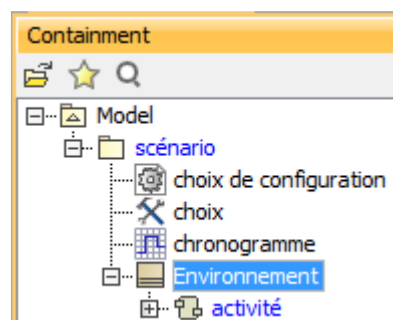 Containment
Model
scénario
choix de configuration
choix
chronogramme
Environnement
activité